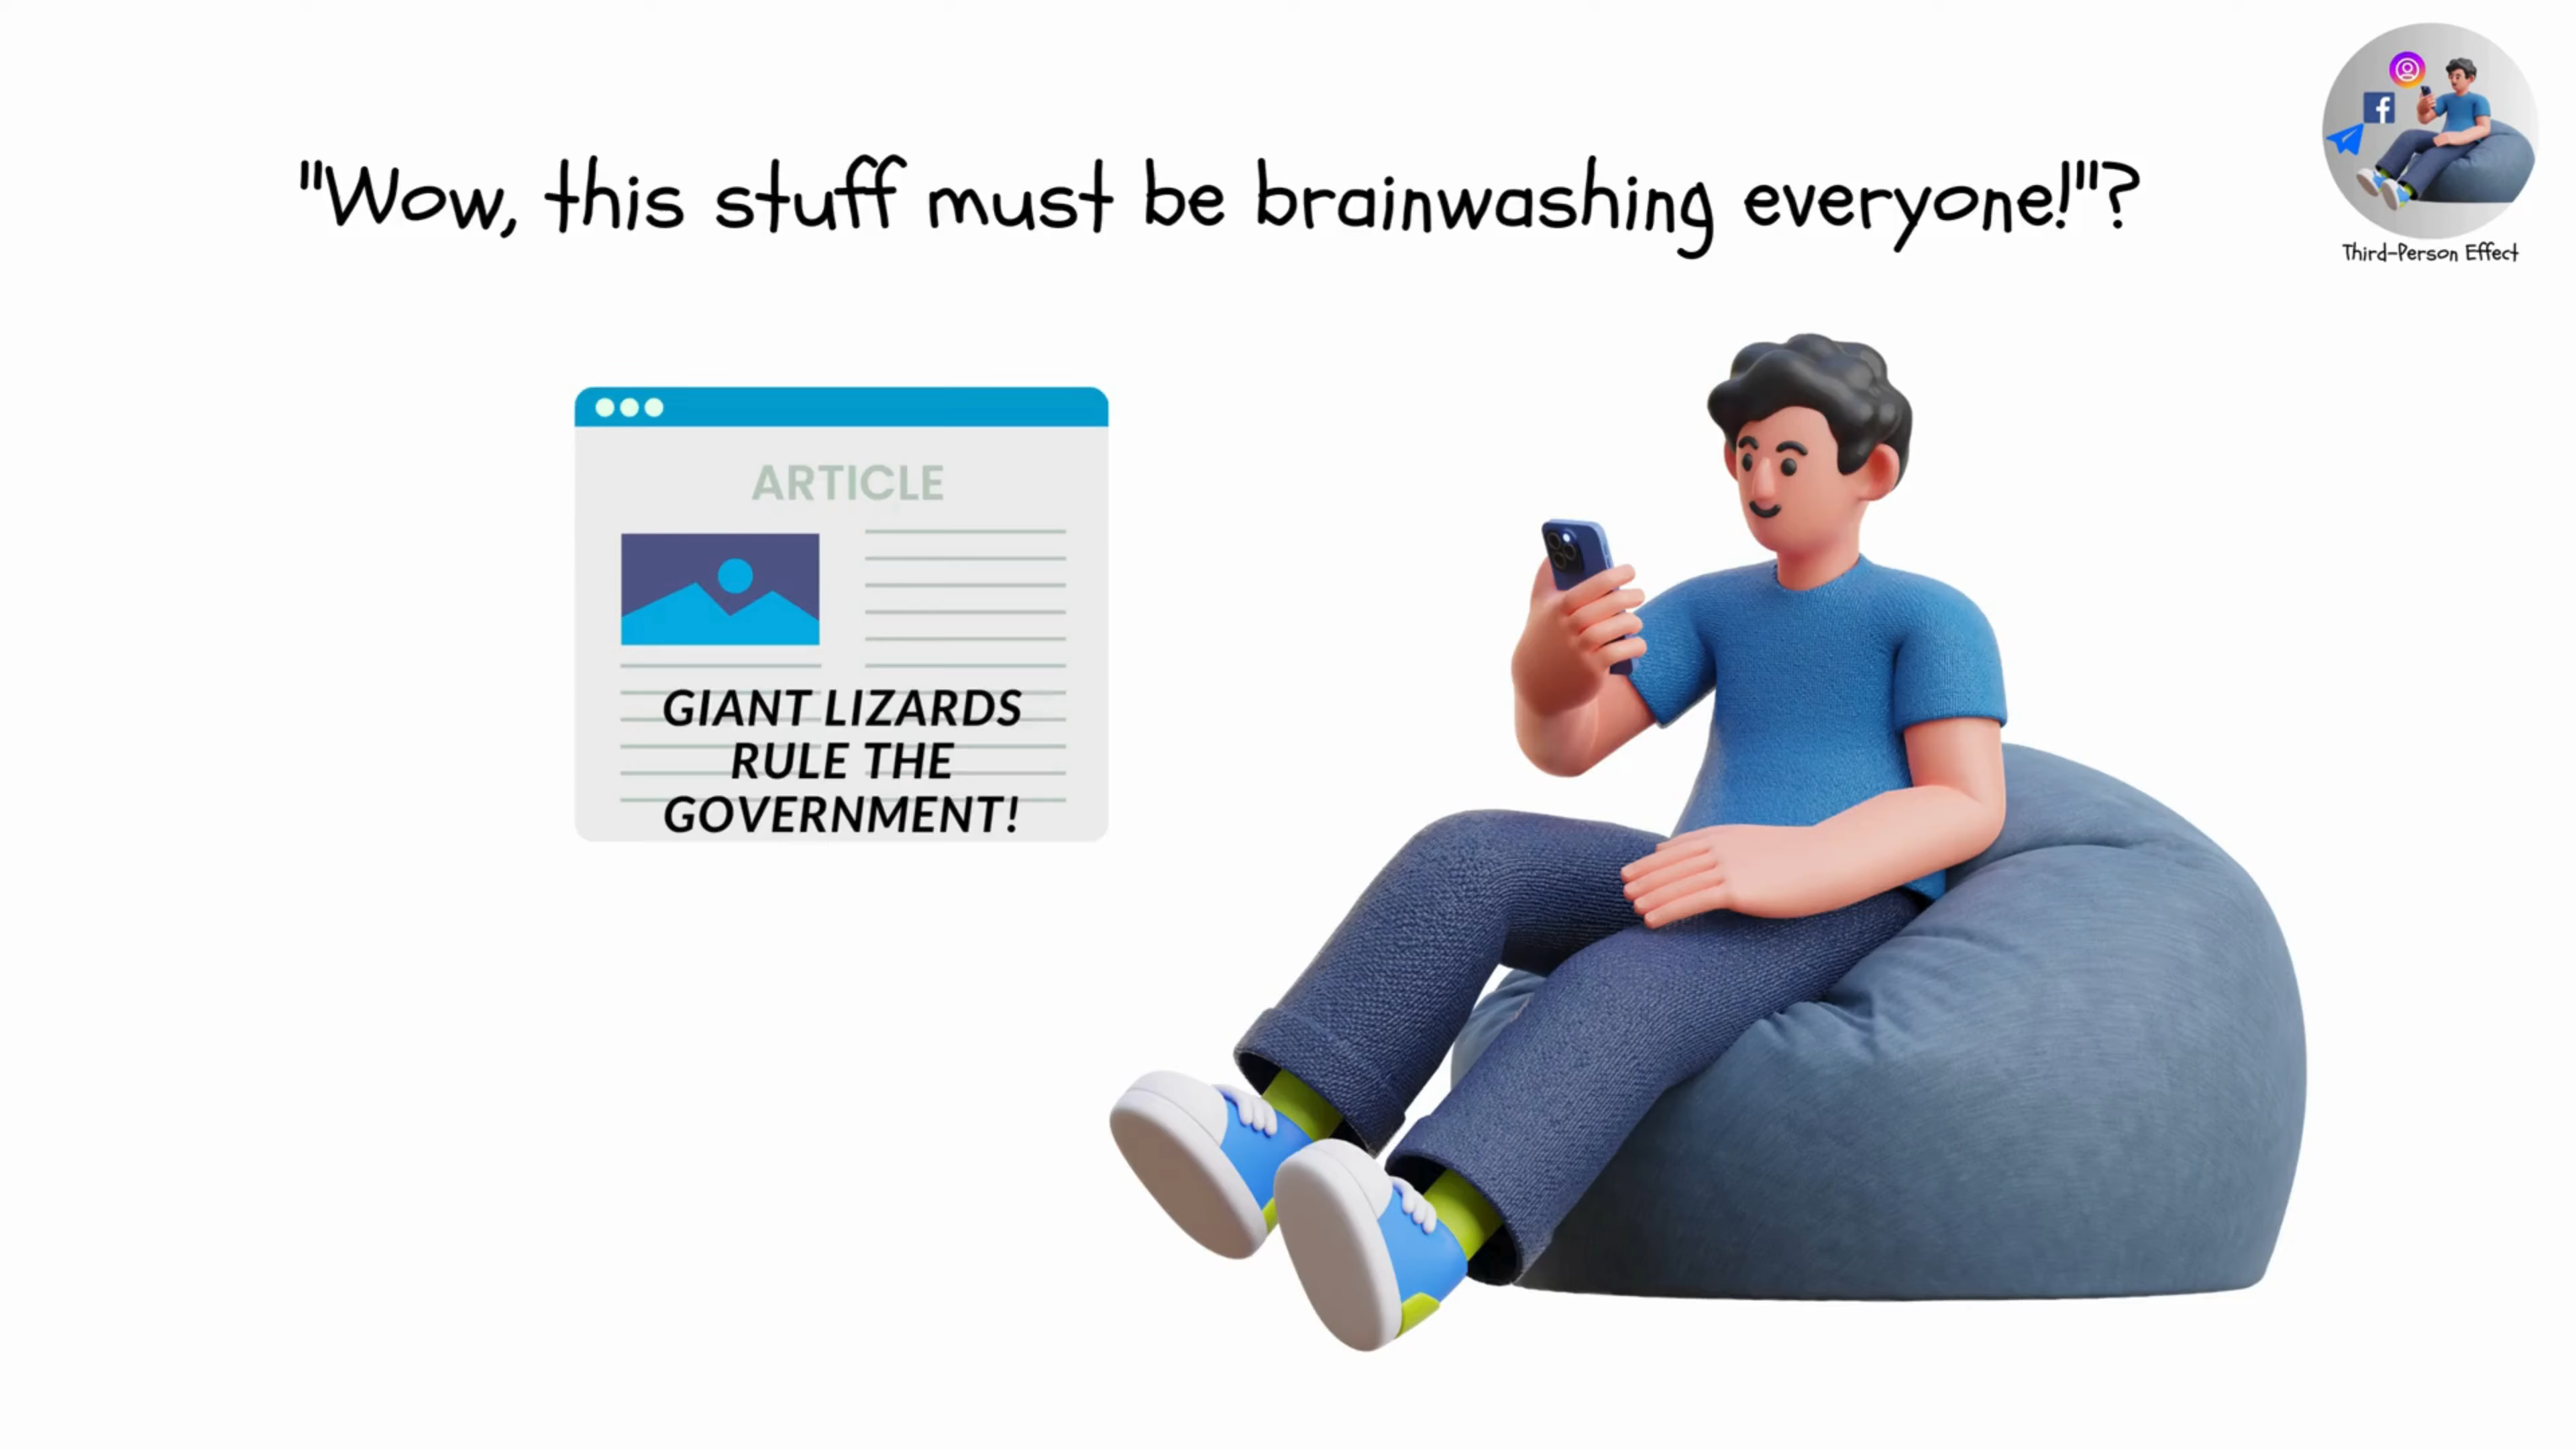 "Wow, this stuff must be brainwashing everyone!"?
Third-Person Effect
ARTICLE
GIANT LIZARDS
RULE THE
GOVERNMENT!